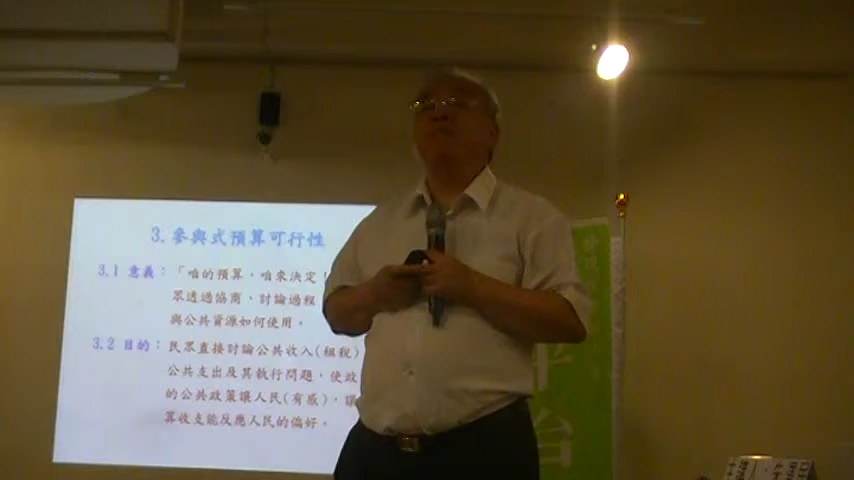 3.參與式預算可行性
3.1 意義：「咱的預算，咱來決定！
眾透過協商、討論過程
與公共資源如何使用。
3.2 目的：民眾直接討論公共收入(租稅)
公共支出及其執行問題，使政
的公共政策讓人民(有感)，讓
算收支能反應人民的偏好。
平
台